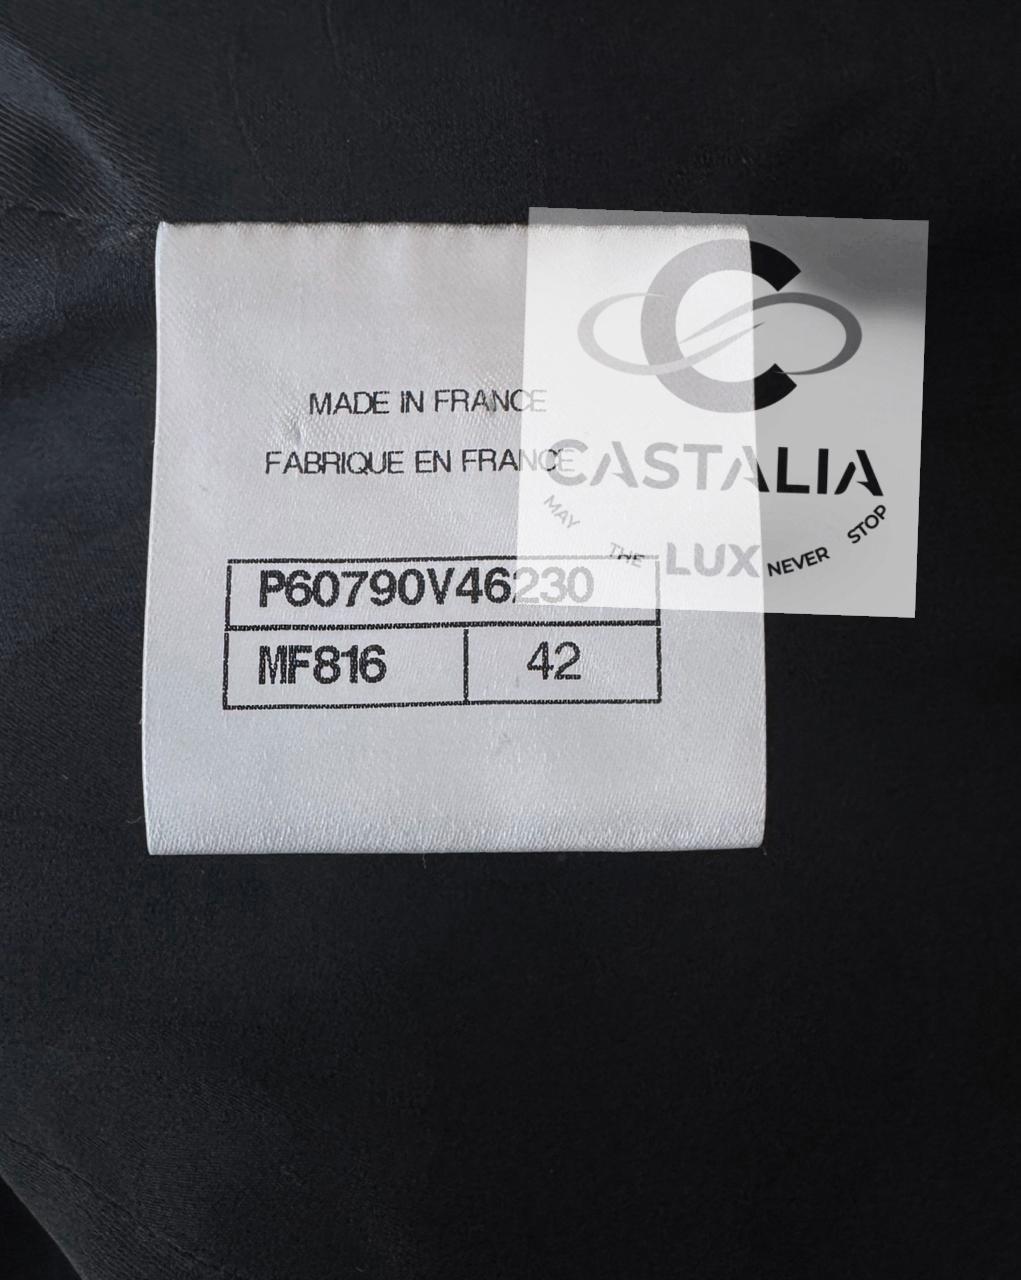 MADE IN FRANCE
FABRIQUE EN FRANCE
P60790V46230
MF816 42
CASTALIA
MAY THE LUX NEVER STOP